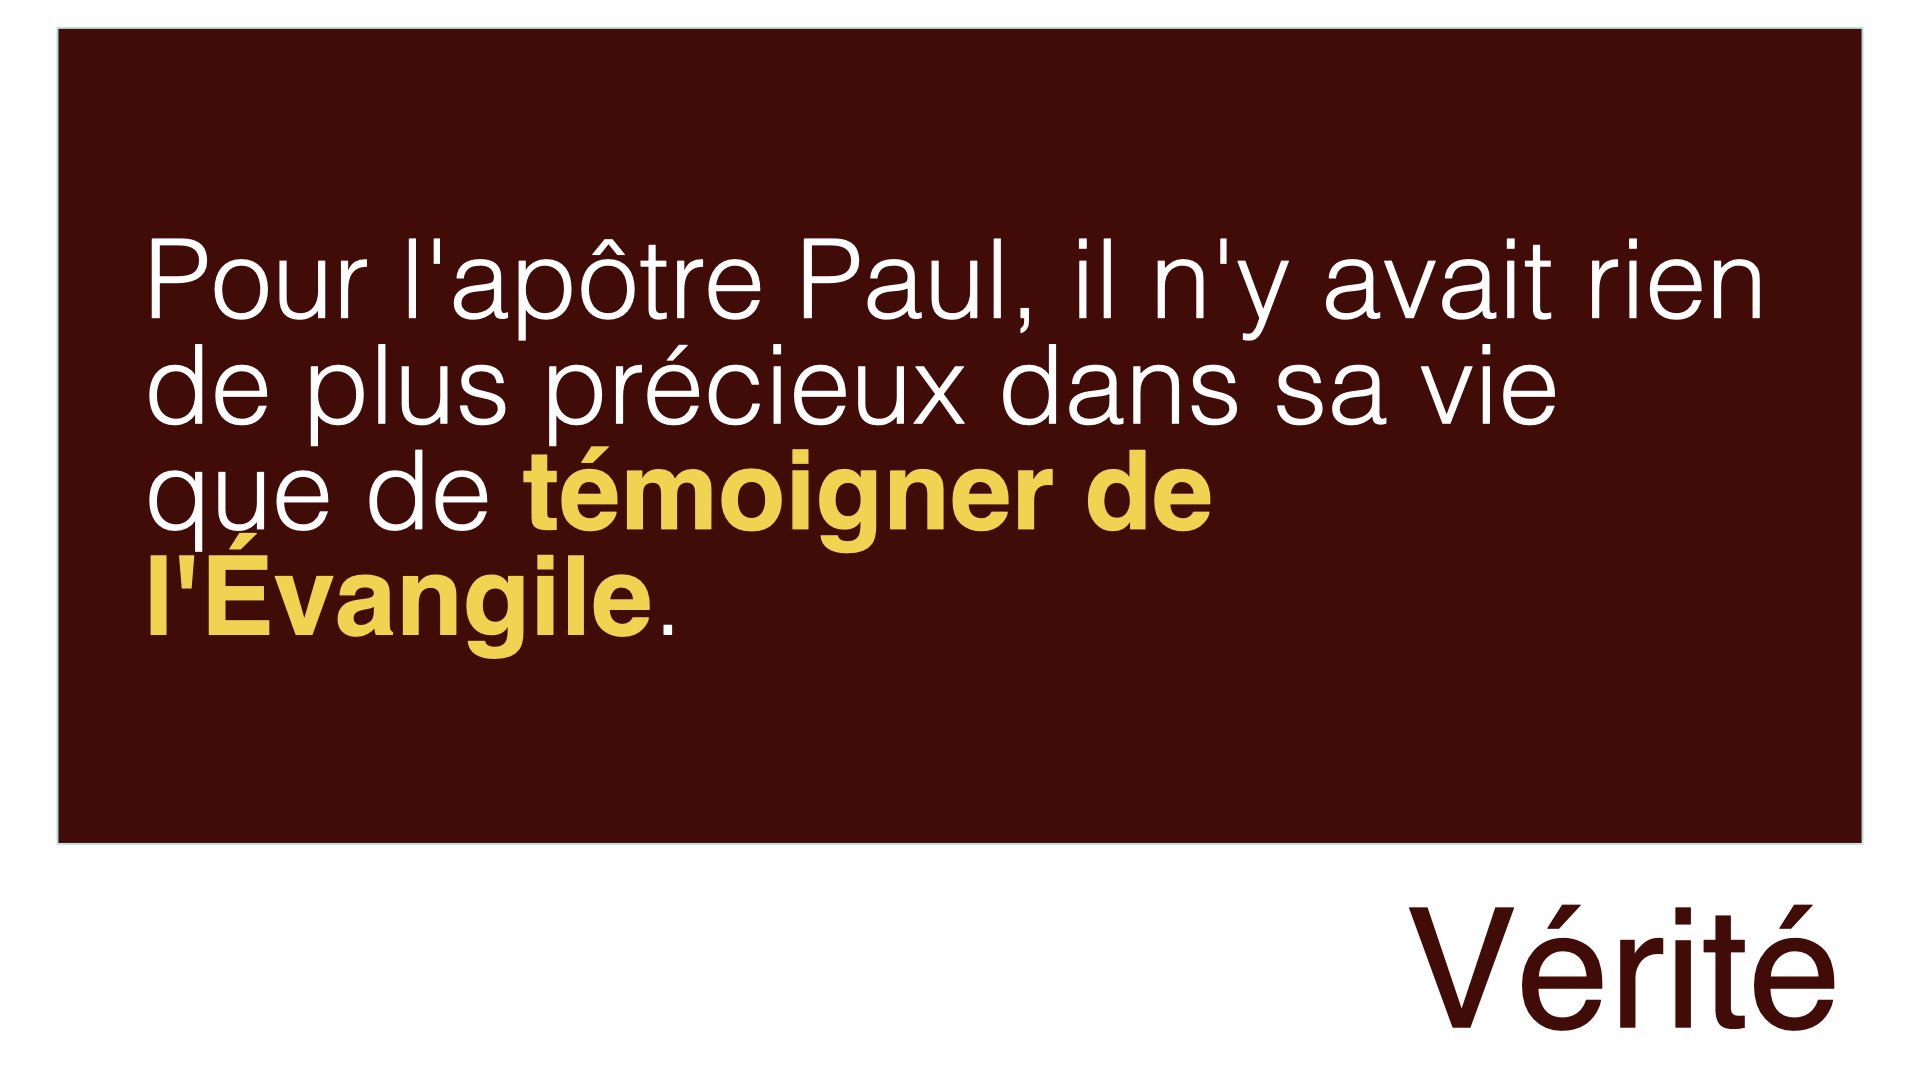 Pour l'apôtre Paul, il n'y avait rien
de plus précieux dans sa vie
que de témoigner de
l'Évangile.
Vérité